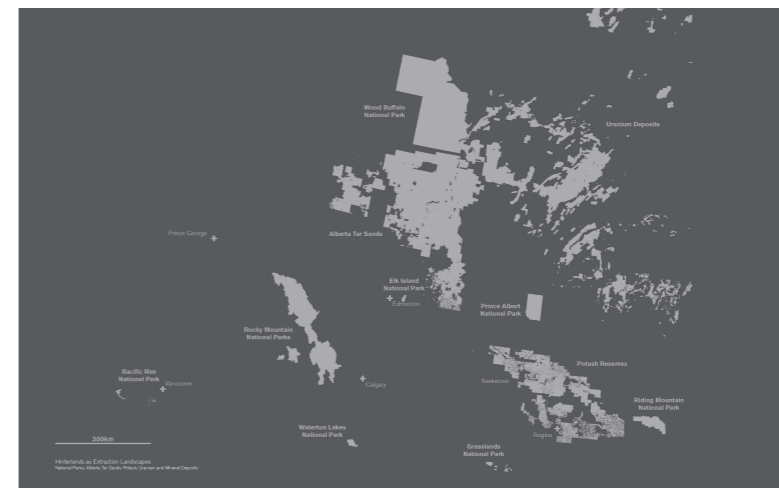 Wood Buffalo
National Park
Uranium Deposits
Prince George
Alberta Tar Sands
Elk Island
National Park
Edmonton
Prince Albert
National Park
Rocky Mountain
National Parks
Potash Reserves
Racific Rim
National Park
Vancouver
Calgary
Saskatoon
Riding Mountain
National Park
Waterton Lakes
National Park
Regina
Grasslands
National Park
200km
Hinterlands as Extraction Landscapes
National Parks, Alberta Tar Sands, Potash, Uranium and Mineral Deposits